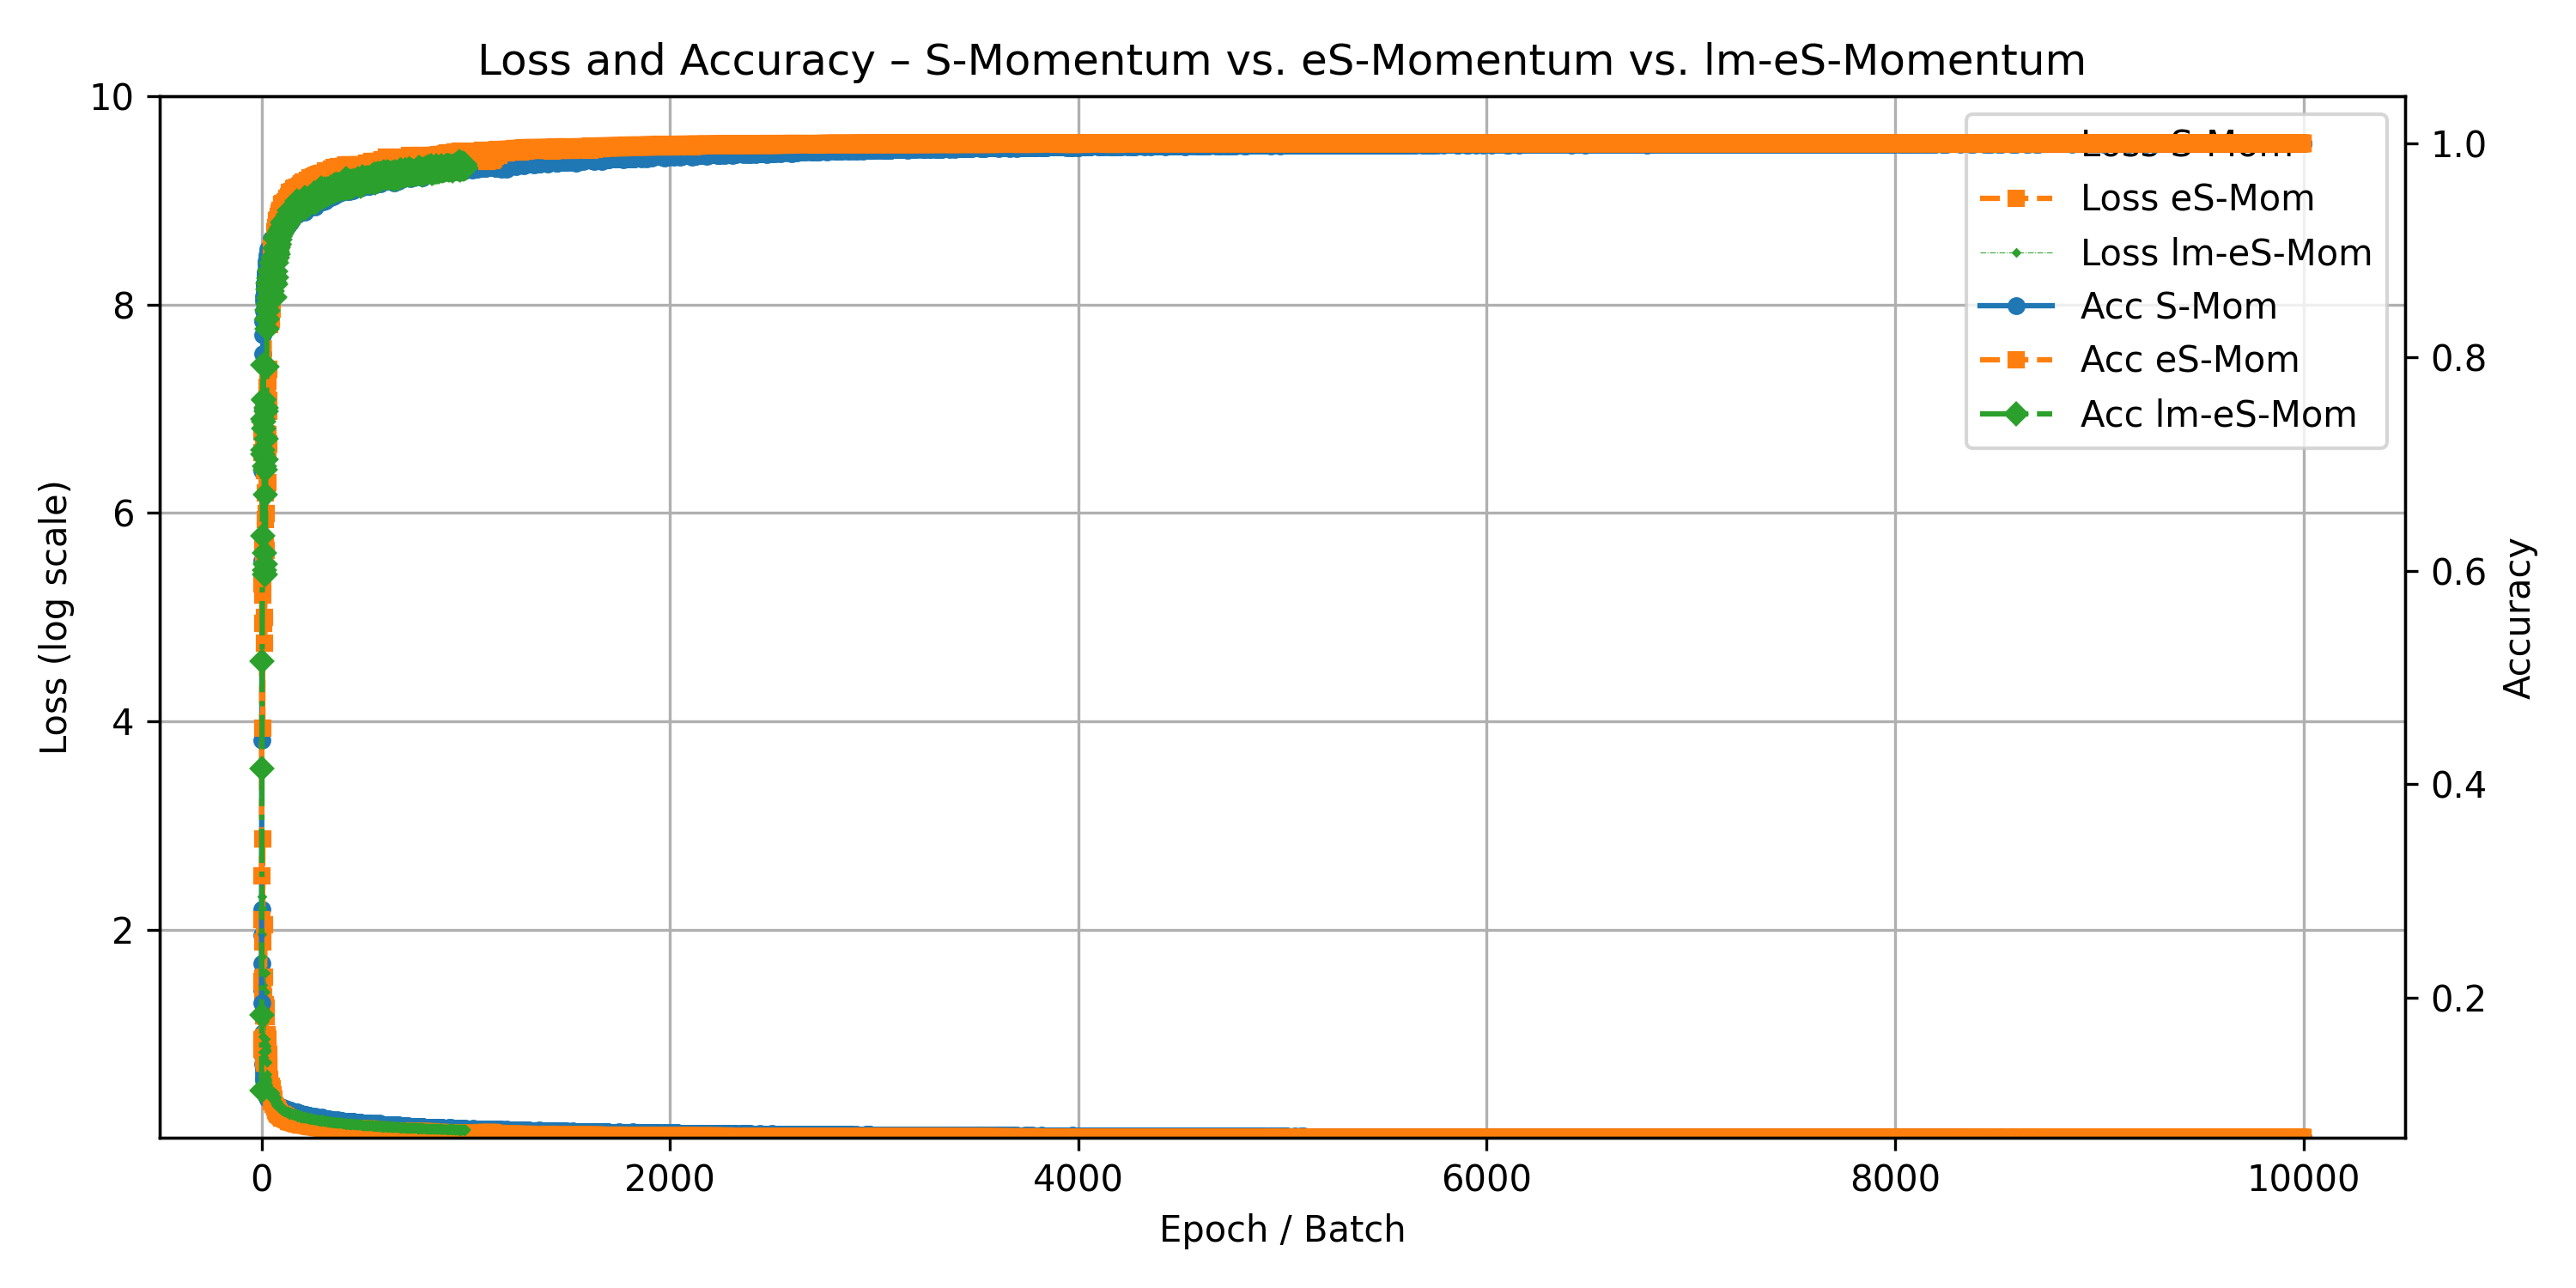 Loss and Accuracy – S-Momentum vs. eS-Momentum vs. lm-eS-Momentum
10
8
6
4
2
Loss (log scale)
Loss S-Mom
Loss eS-Mom
Loss lm-eS-Mom
Acc S-Mom
Acc eS-Mom
Acc lm-eS-Mom
1.0
0.8
0.6
0.4
0.2
Accuracy
0 2000 4000 6000 8000 10000
Epoch / Batch